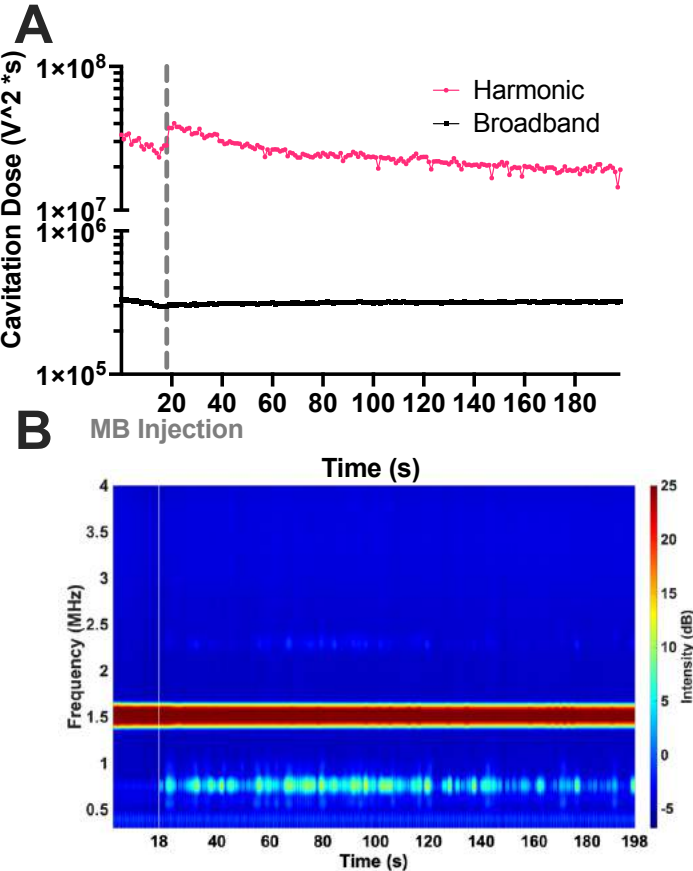 A
Cavitation Dose (V^2 *s)
1×10^8
1×10^7
1×10^6
1×10^5
Harmonic
Broadband
20 40 60 80 100 120 140 160 180
MB Injection
Time (s)
B
Frequency (MHz)
4
3.5
3
2.5
2
1.5
1
0.5
18 40 60 80 100 120 140 160 180 198
Time (s)
25
20
15
10
5
0
-5
Intensity (dB)